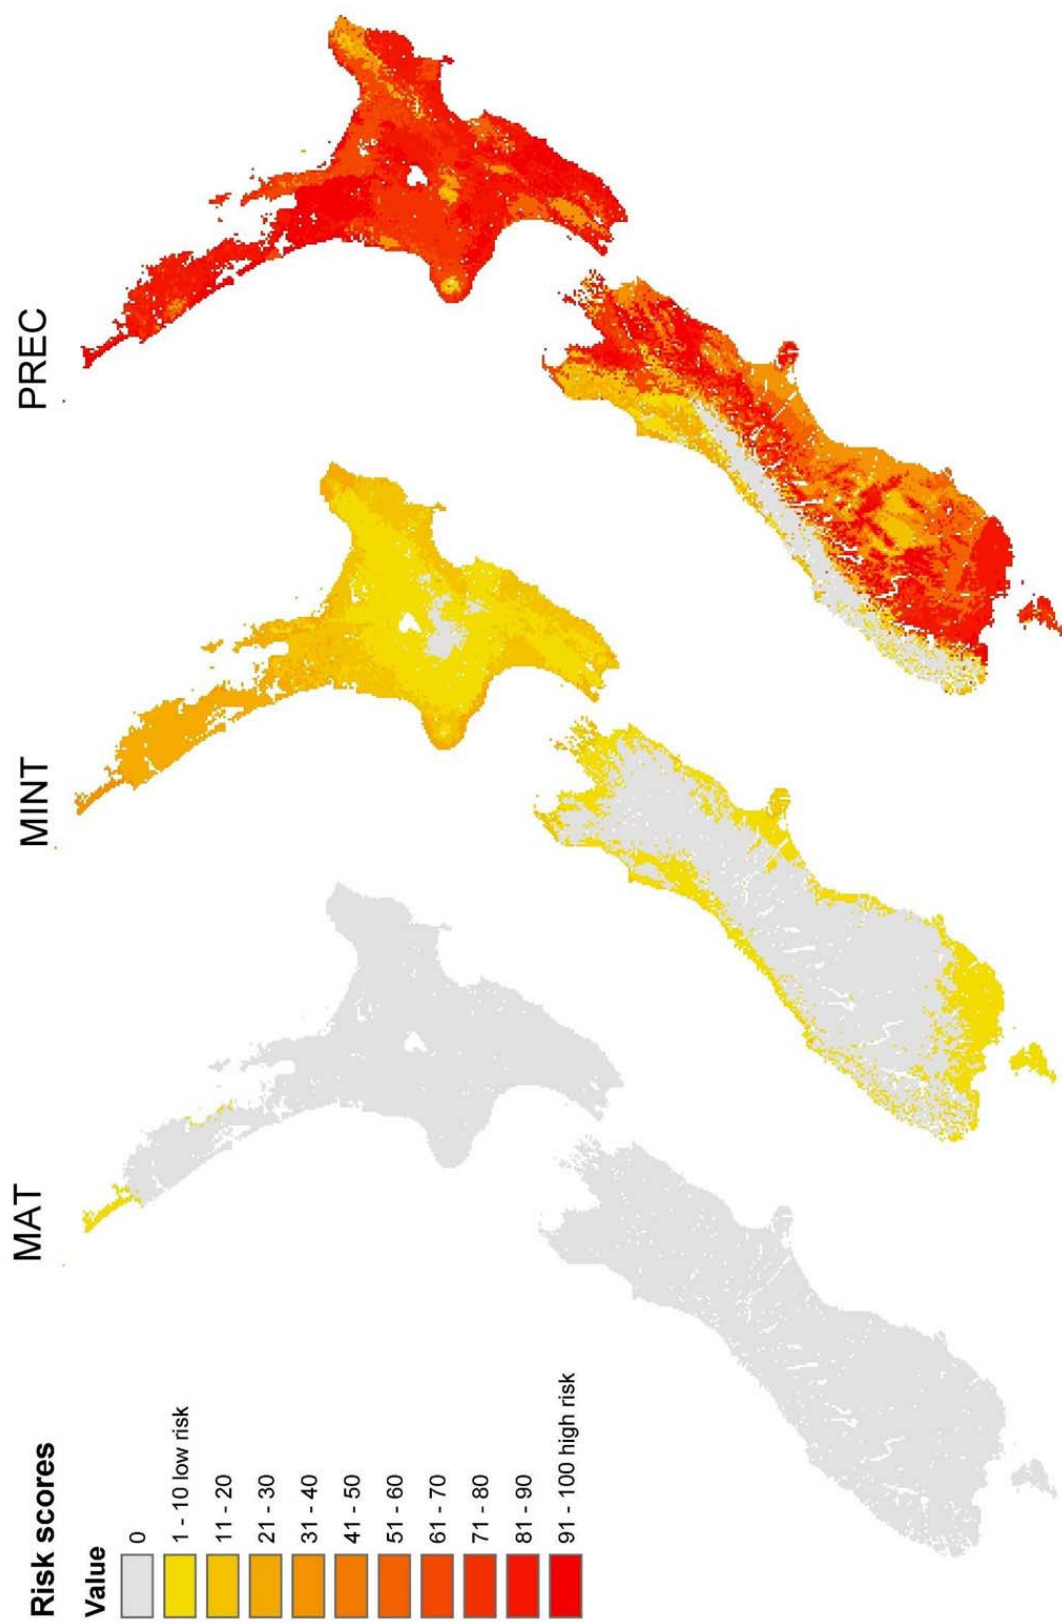 MAT
MINT
PREC
Risk scores
Value
0
1 - 10 low risk
11 - 20
21 - 30
31 - 40
41 - 50
51 - 60
61 - 70
71 - 80
81 - 90
91 - 100 high risk